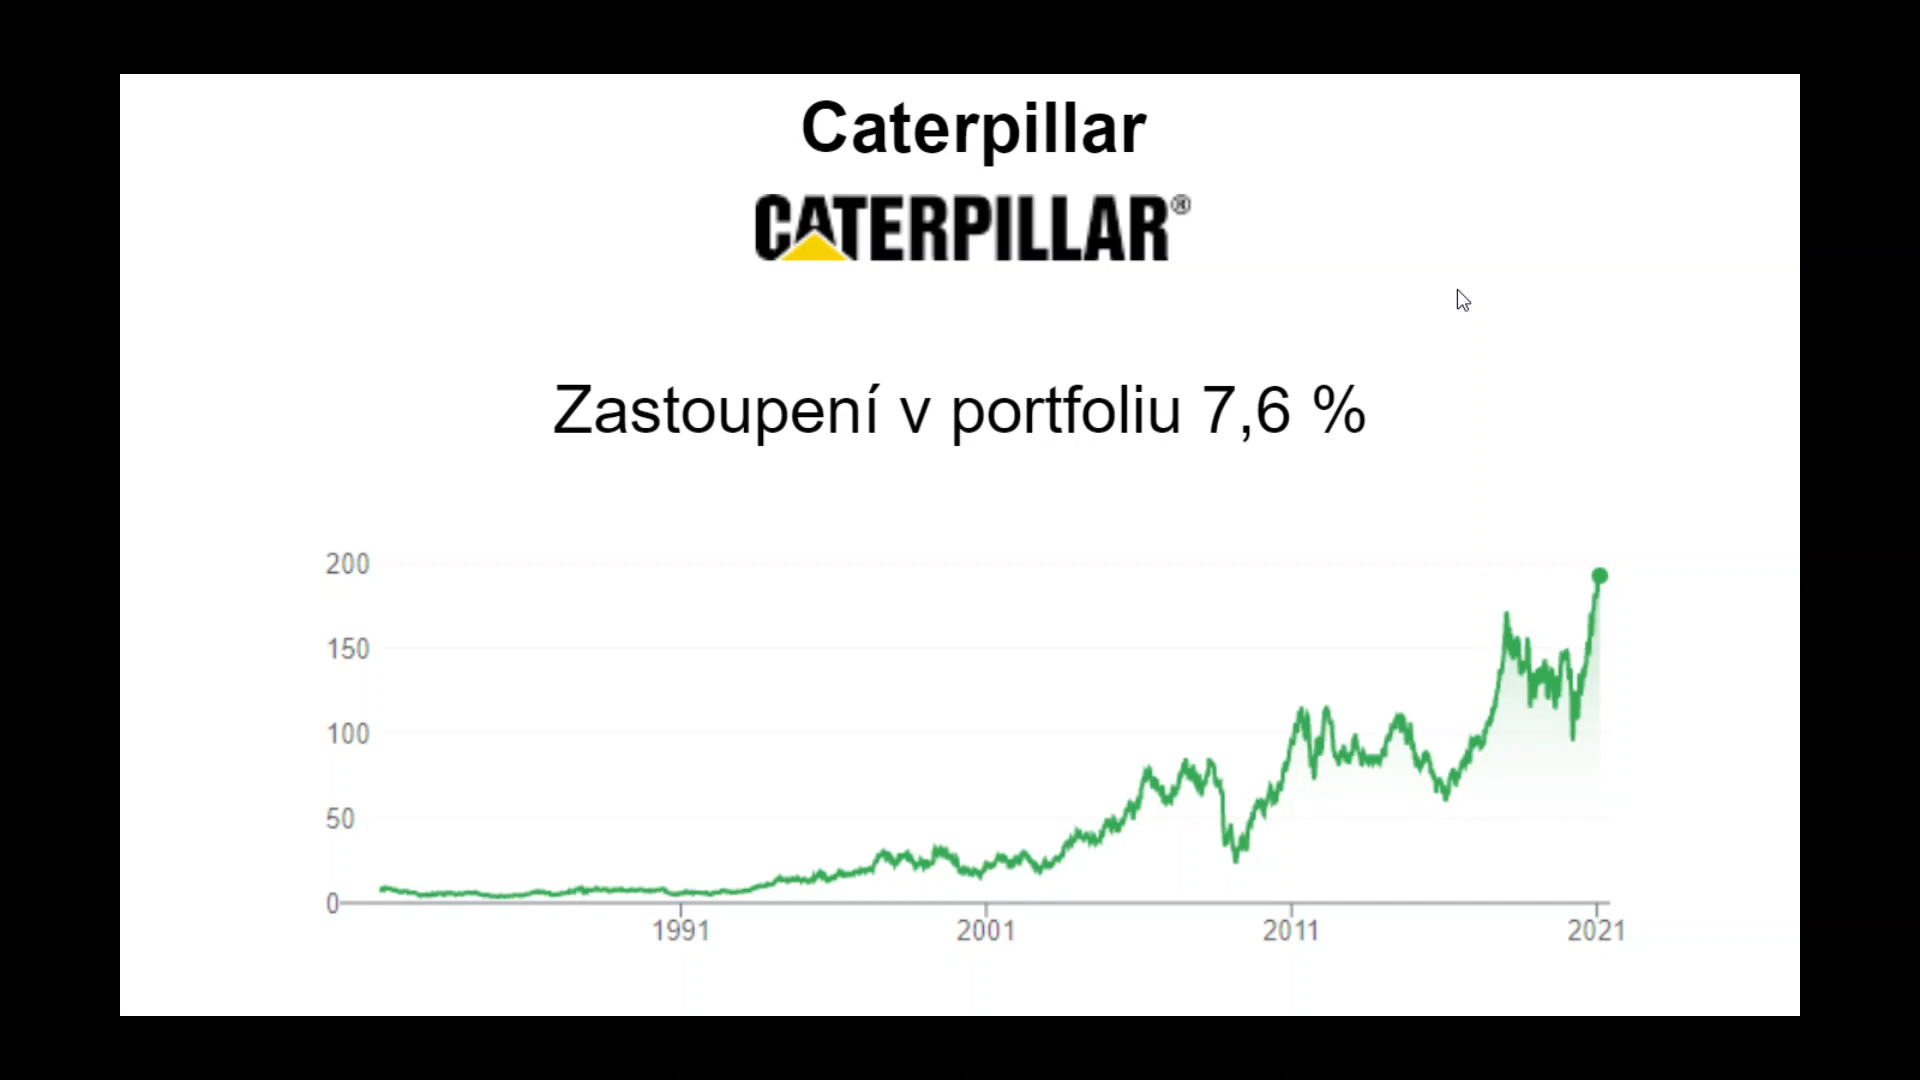 Caterpillar
CATERPILLAR®
Zastoupení v portfoliu 7,6 %
200
150
100
50
0
1991 2001 2011 2021